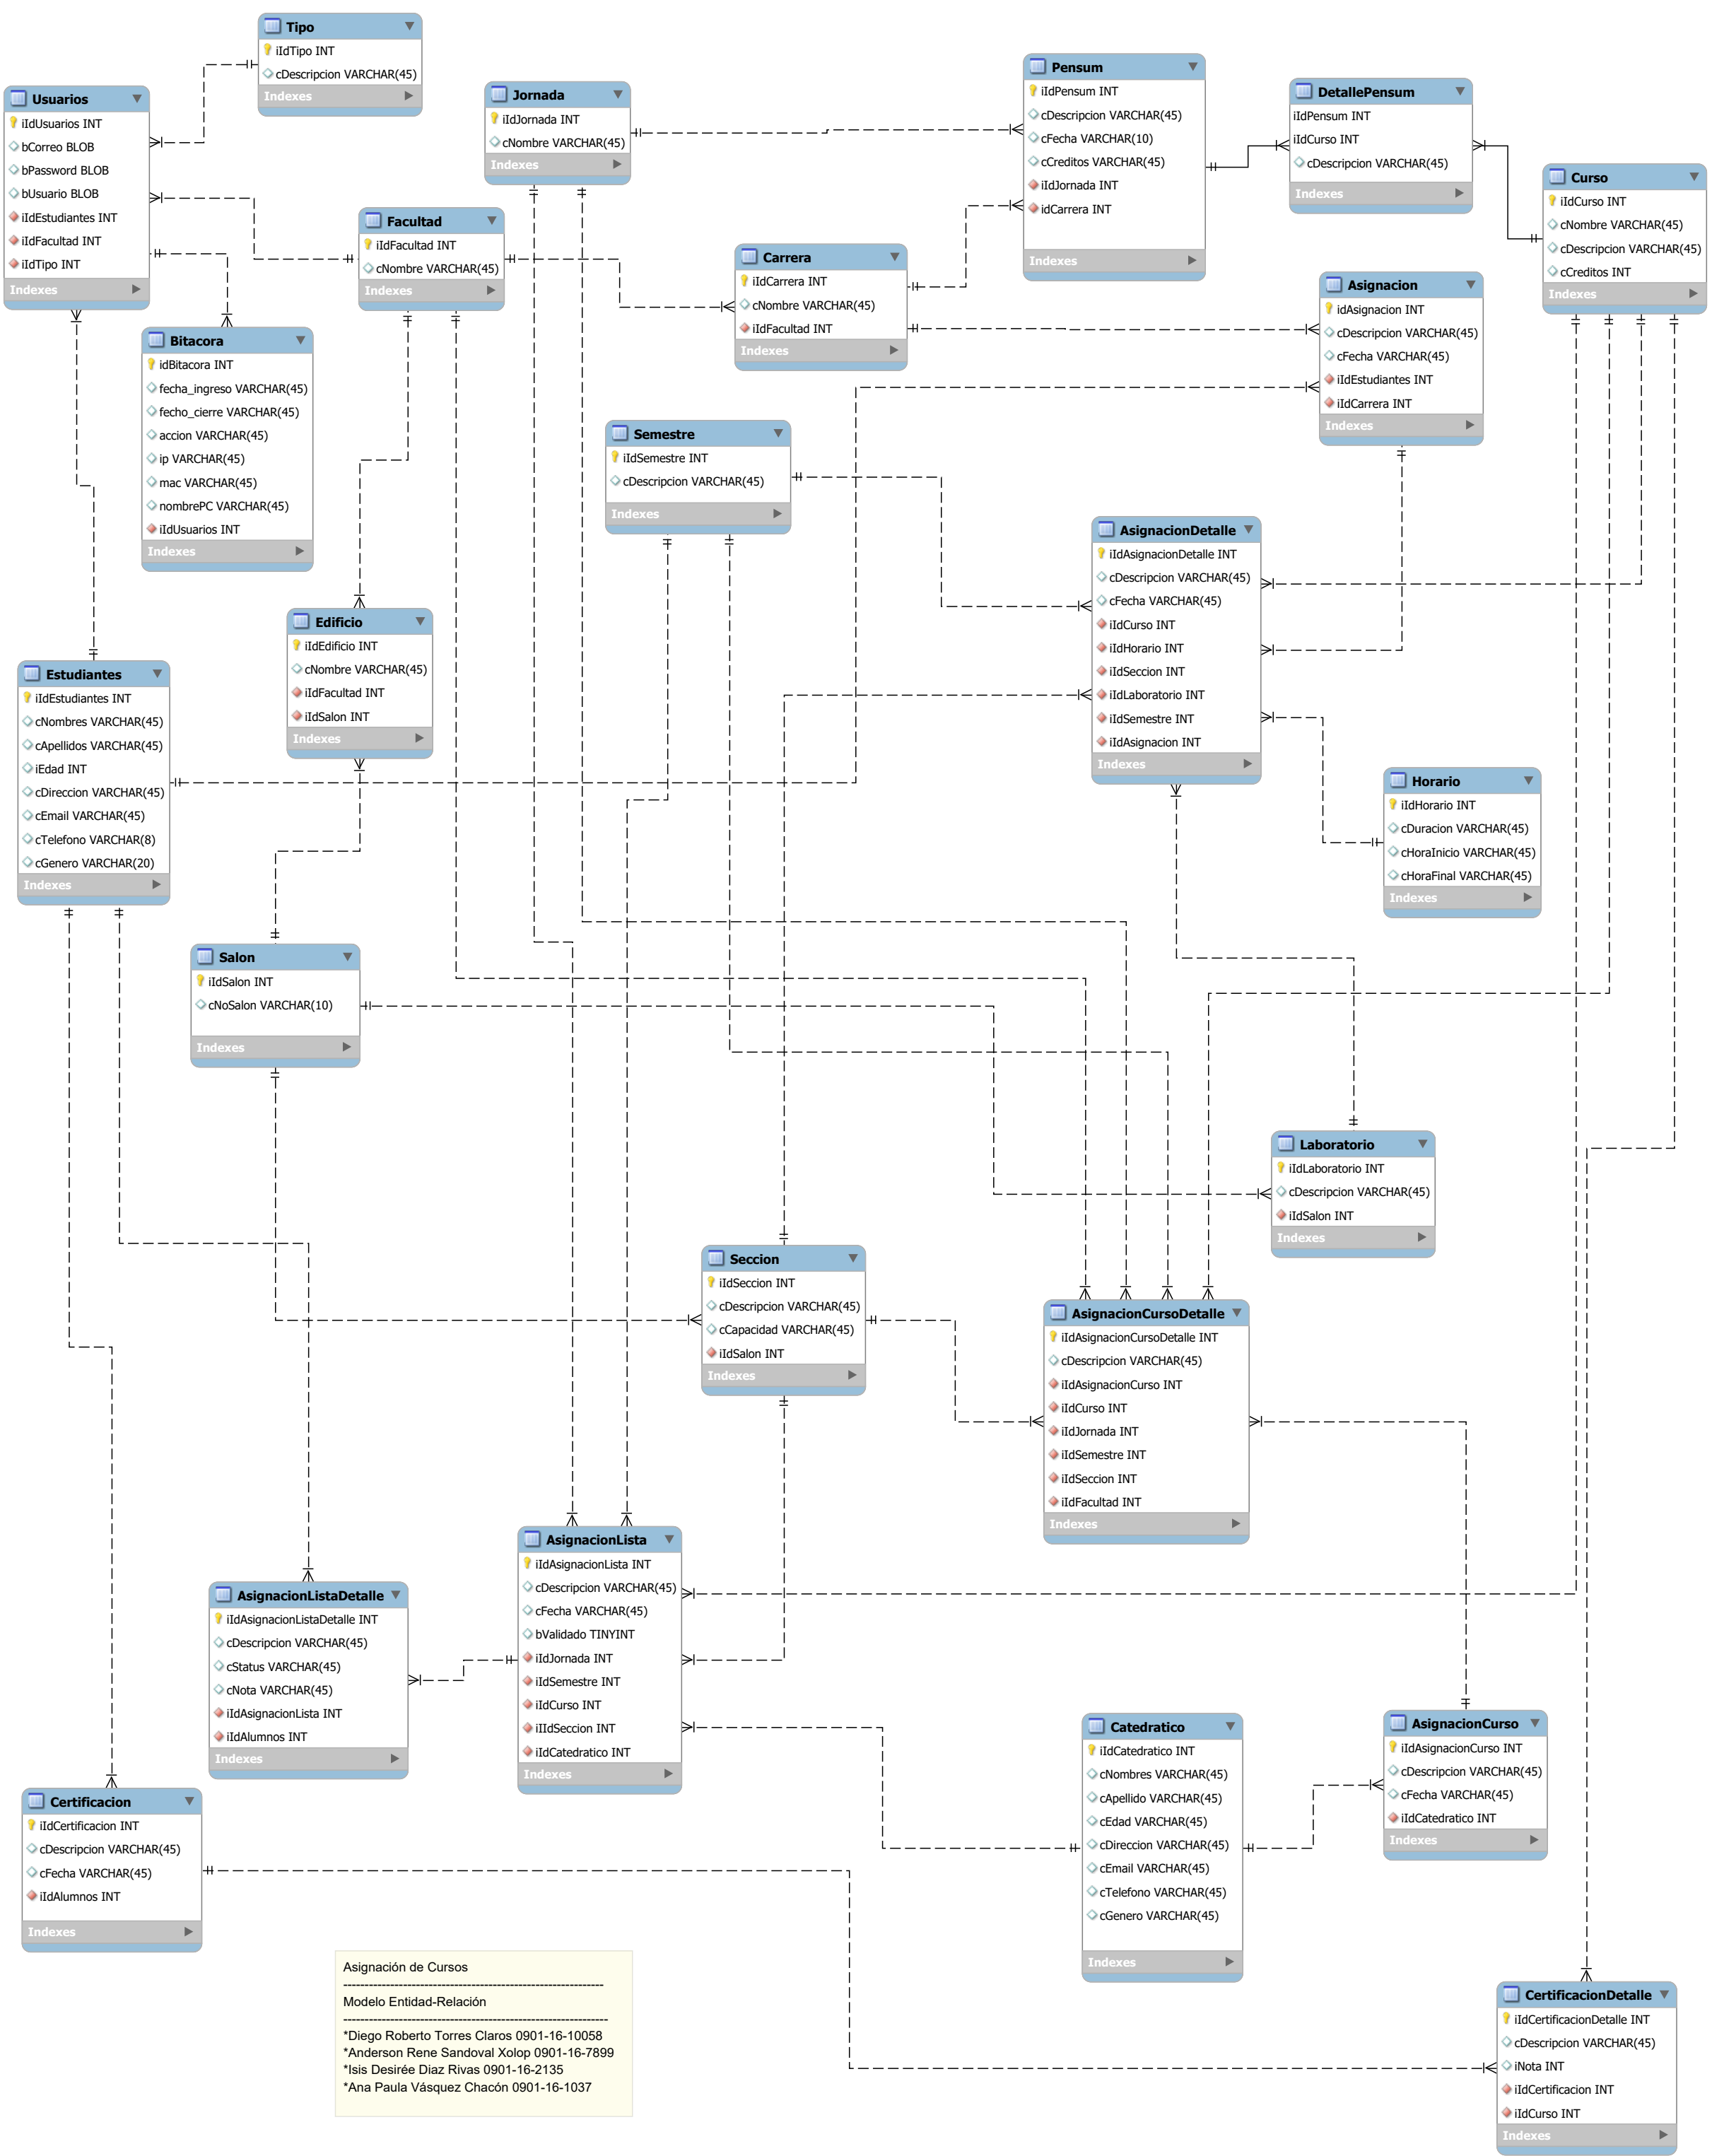 Tipo
iIdTipo INT
cDescripcion VARCHAR(45)
Indexes
Usuarios
iIdUsuarios INT
bCorreo BLOB
bPassword BLOB
bUsuario BLOB
iIdEstudiantes INT
iIdFacultad INT
iIdTipo INT
Indexes
Jornada
iIdJornada INT
cNombre VARCHAR(45)
Indexes
Pensum
iIdPensum INT
cDescripcion VARCHAR(45)
cFecha VARCHAR(10)
cCreditos VARCHAR(45)
iIdJornada INT
idCarrera INT
Indexes
DetallePensum
iIdPensum INT
iIdCurso INT
cDescripcion VARCHAR(45)
Indexes
Curso
iIdCurso INT
cNombre VARCHAR(45)
cDescripcion VARCHAR(45)
cCreditos INT
Indexes
Facultad
iIdFacultad INT
cNombre VARCHAR(45)
Indexes
Carrera
iIdCarrera INT
cNombre VARCHAR(45)
iIdFacultad INT
Indexes
Asignacion
idAsignacion INT
cDescripcion VARCHAR(45)
cFecha VARCHAR(45)
iIdEstudiantes INT
iIdCarrera INT
Indexes
Bitacora
idBitacora INT
fecha_ingreso VARCHAR(45)
fecho_cierre VARCHAR(45)
accion VARCHAR(45)
ip VARCHAR(45)
mac VARCHAR(45)
nombrePC VARCHAR(45)
iIdUsuarios INT
Indexes
Semestre
iIdSemestre INT
cDescripcion VARCHAR(45)
Indexes
AsignacionDetalle
iIdAsignacionDetalle INT
cDescripcion VARCHAR(45)
cFecha VARCHAR(45)
iIdCurso INT
iIdHorario INT
iIdSeccion INT
iIdLaboratorio INT
iIdSemestre INT
iIdAsignacion INT
Indexes
Edificio
iIdEdificio INT
cNombre VARCHAR(45)
iIdFacultad INT
iIdSalon INT
Indexes
Estudiantes
iIdEstudiantes INT
cNombres VARCHAR(45)
cApellidos VARCHAR(45)
iEdad INT
cDireccion VARCHAR(45)
cEmail VARCHAR(45)
cTelefono VARCHAR(8)
cGenero VARCHAR(20)
Indexes
Horario
iIdHorario INT
cDuracion VARCHAR(45)
cHoraInicio VARCHAR(45)
cHoraFinal VARCHAR(45)
Indexes
Salon
iIdSalon INT
cNoSalon VARCHAR(10)
Indexes
Laboratorio
iIdLaboratorio INT
cDescripcion VARCHAR(45)
iIdSalon INT
Indexes
Seccion
iIdSeccion INT
cDescripcion VARCHAR(45)
cCapacidad VARCHAR(45)
iIdSalon INT
Indexes
AsignacionCursoDetalle
iIdAsignacionCursoDetalle INT
cDescripcion VARCHAR(45)
iIdAsignacionCurso INT
iIdCurso INT
iIdJornada INT
iIdSemestre INT
iIdSeccion INT
iIdFacultad INT
Indexes
AsignacionLista
iIdAsignacionLista INT
cDescripcion VARCHAR(45)
cFecha VARCHAR(45)
bValidado TINYINT
iIdJornada INT
iIdSemestre INT
iIdCurso INT
iIIdSeccion INT
iIdCatedratico INT
Indexes
AsignacionListaDetalle
iIdAsignacionListaDetalle INT
cDescripcion VARCHAR(45)
cStatus VARCHAR(45)
cNota VARCHAR(45)
iIdAsignacionLista INT
iIdAlumnos INT
Indexes
Catedratico
iIdCatedratico INT
cNombres VARCHAR(45)
cApellido VARCHAR(45)
cEdad VARCHAR(45)
cDireccion VARCHAR(45)
cEmail VARCHAR(45)
cTelefono VARCHAR(45)
cGenero VARCHAR(45)
Indexes
AsignacionCurso
iIdAsignacionCurso INT
cDescripcion VARCHAR(45)
cFecha VARCHAR(45)
iIdCatedratico INT
Indexes
Certificacion
iIdCertificacion INT
cDescripcion VARCHAR(45)
cFecha VARCHAR(45)
iIdAlumnos INT
Indexes
Asignación de Cursos
------------------------------------------------------------
Modelo Entidad-Relación
-------------------------------------------------------------
*Diego Roberto Torres Claros 0901-16-10058
*Anderson Rene Sandoval Xolop 0901-16-7899
*Isis Desirée Diaz Rivas 0901-16-2135
*Ana Paula Vásquez Chacón 0901-16-1037
CertificacionDetalle
iIdCertificacionDetalle INT
cDescripcion VARCHAR(45)
iNota INT
iIdCertificacion INT
iIdCurso INT
Indexes